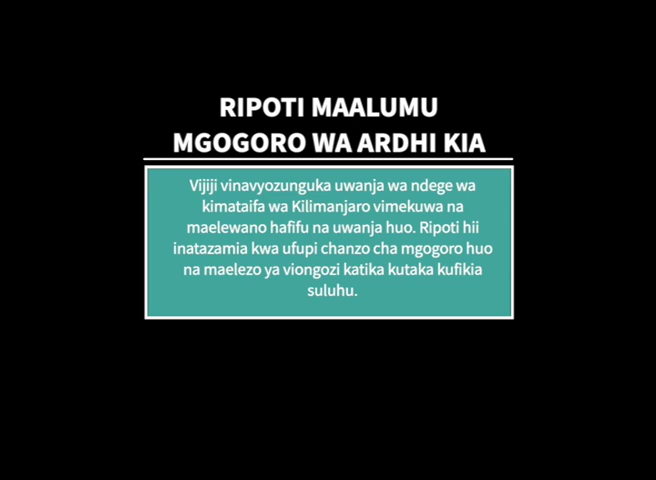 RIPOTI MAALUMU
MGOGORO WA ARDHI KIA
Vijiji vinavyozunguka uwanja wa ndege wa
kimataifa wa Kilimanjaro vimekuwa na
maelewano hafifu na uwanja huo. Ripoti hii
inatazamia kwa ufupi chanzo cha mgogoro huo
na maelezo ya viongozi katika kutaka kufikia
suluhu.